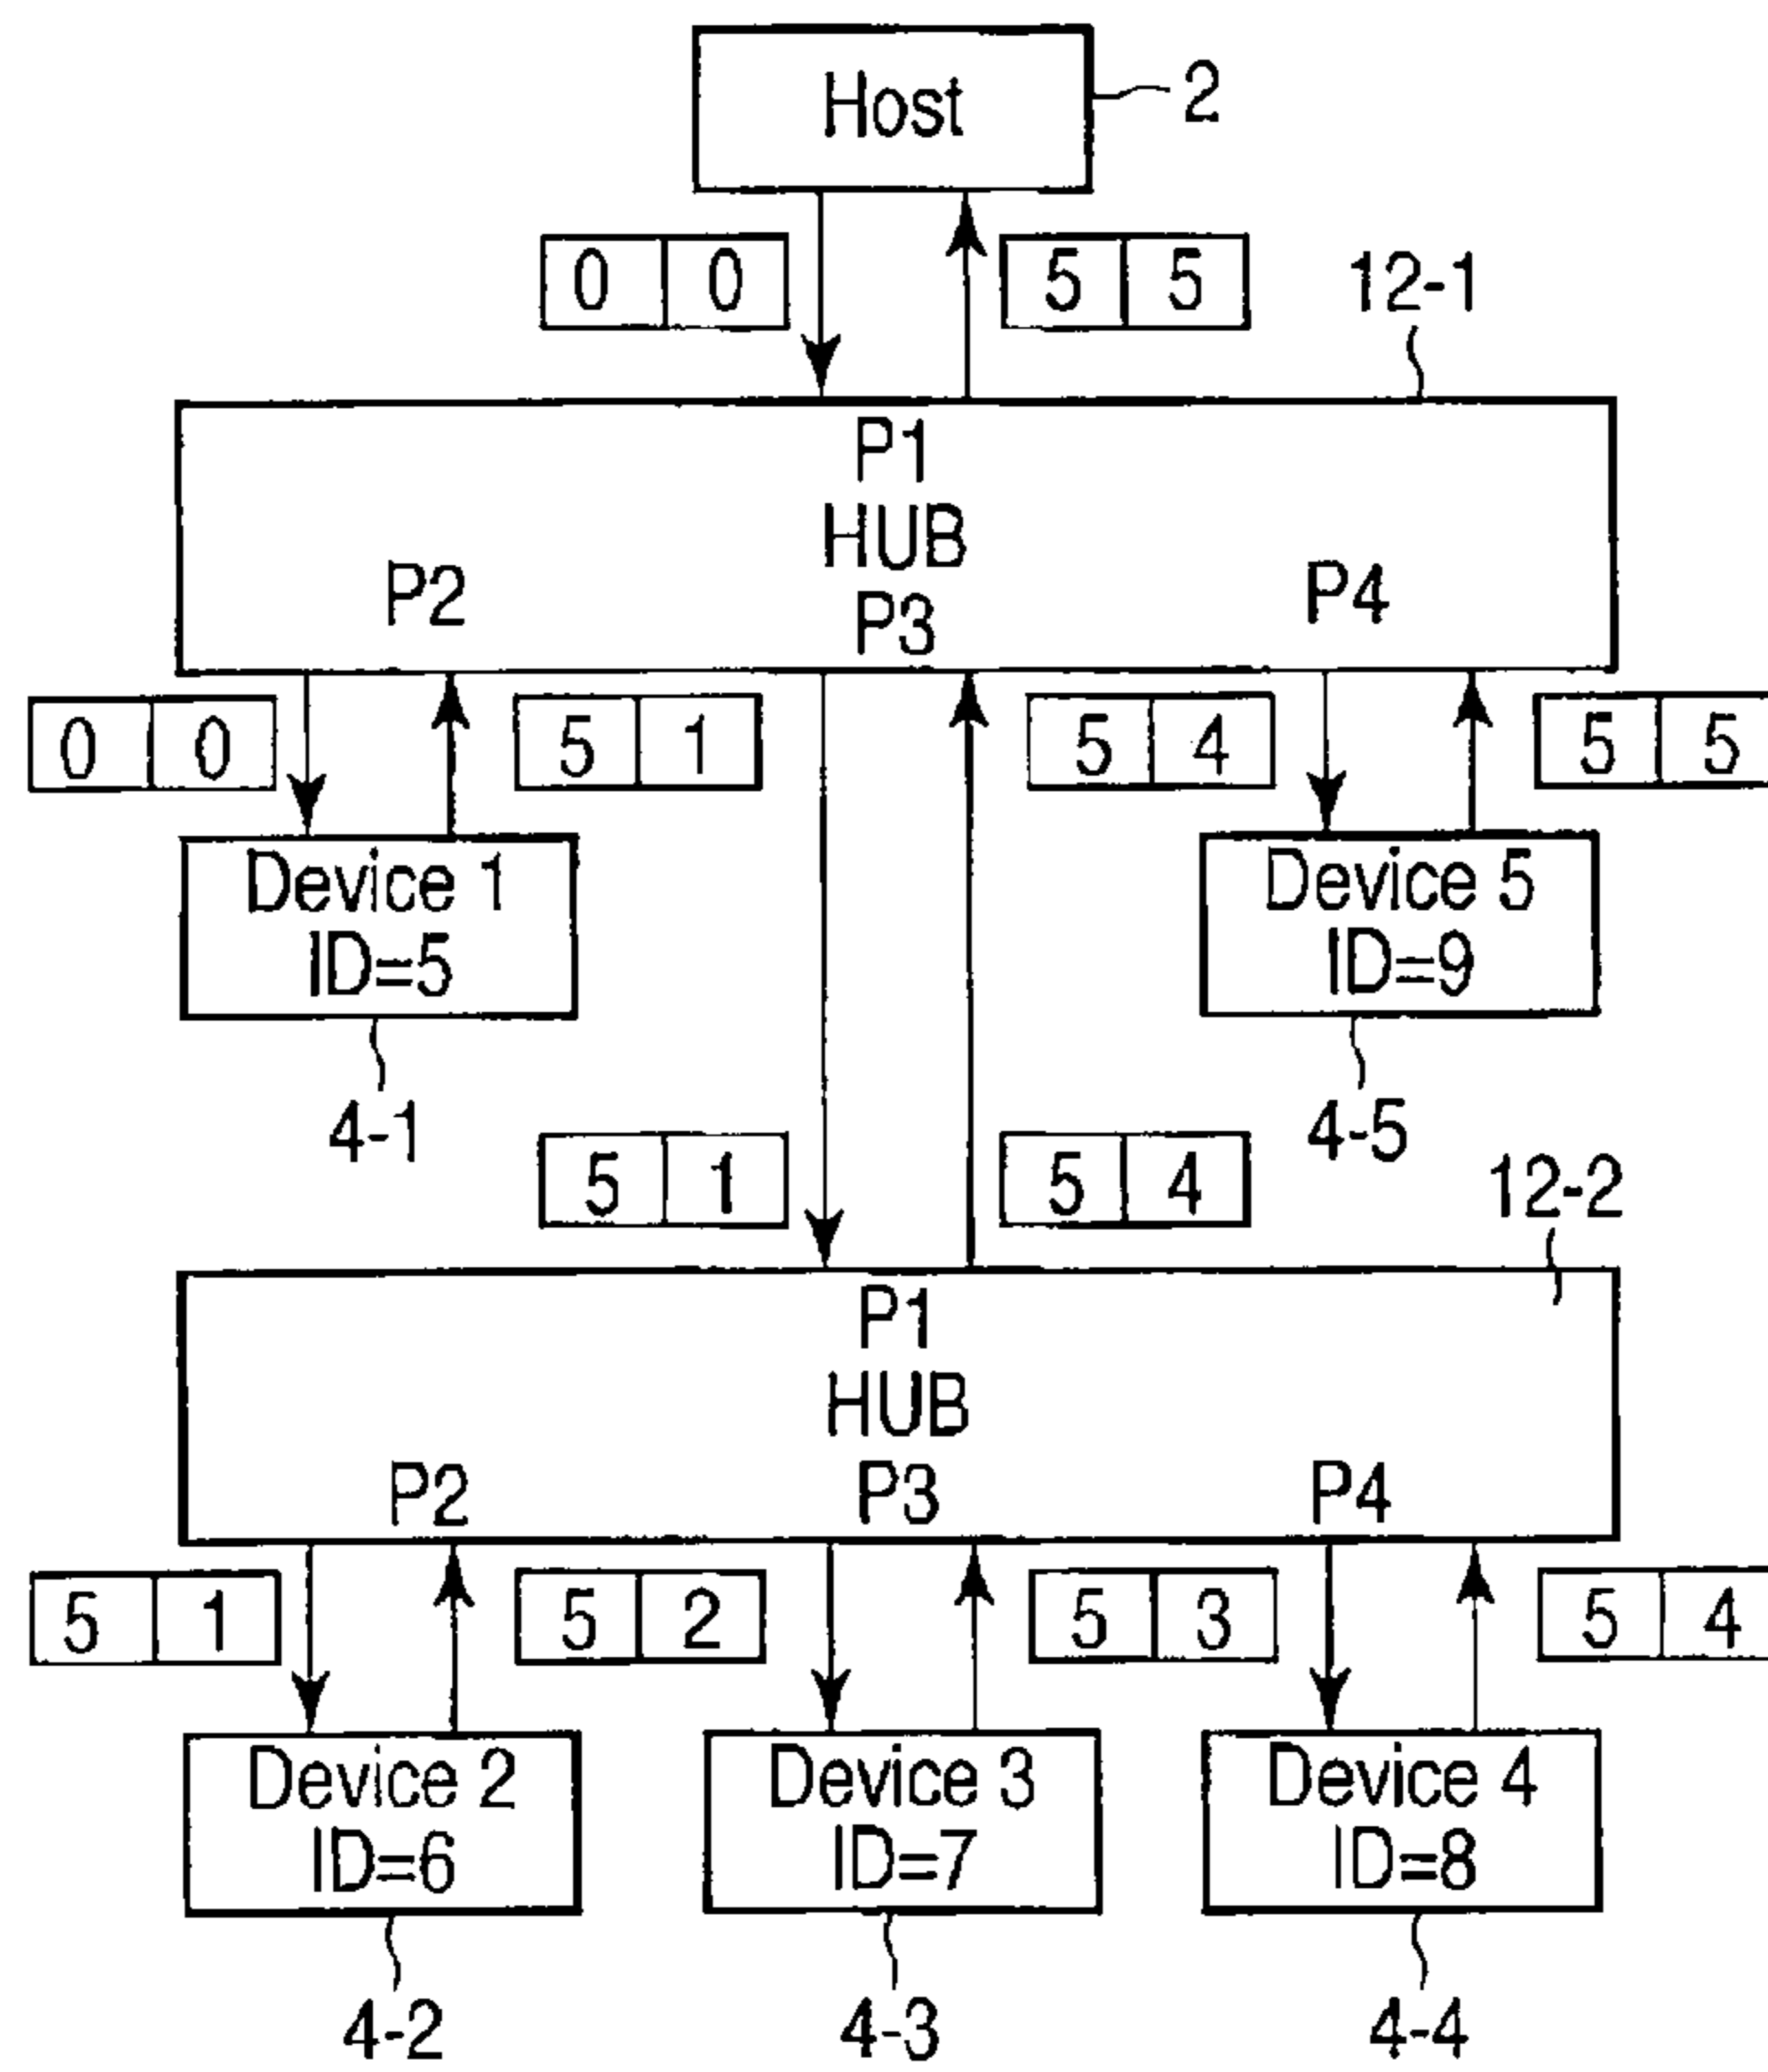 Host
2
0 0
5 5
12-1
P1
HUB
P2
P3
P4
0 0
5 1
5 4
5 5
Device 1
ID=5
Device 5
ID=9
4-1
4-5
5 1
5 4
12-2
P1
HUB
P2
P3
P4
5 1
5 2
5 3
5 4
Device 2
ID=6
Device 3
ID=7
Device 4
ID=8
4-2
4-3
4-4